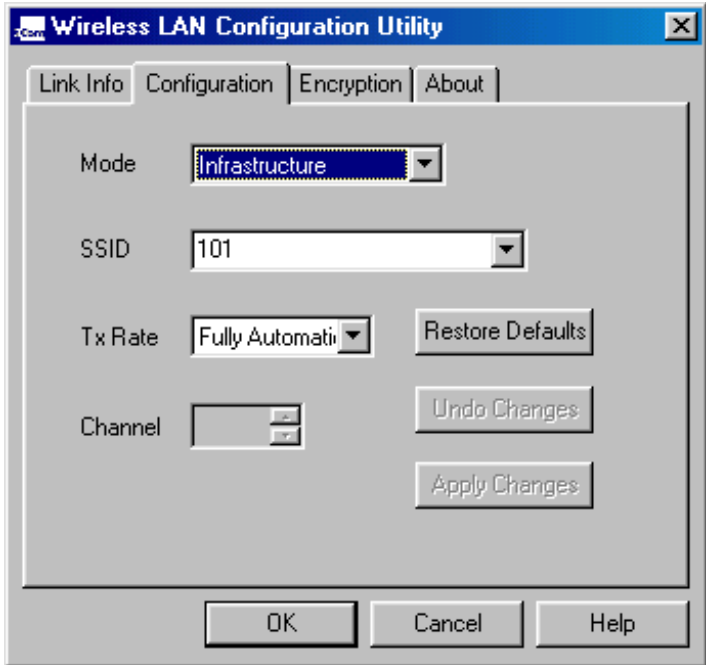 zCom Wireless LAN Configuration Utility
Link Info Configuration Encryption About
Mode Infrastructure
SSID 101
Tx Rate Fully Automati Restore Defaults
Undo Changes
Channel
Apply Changes
OK Cancel Help